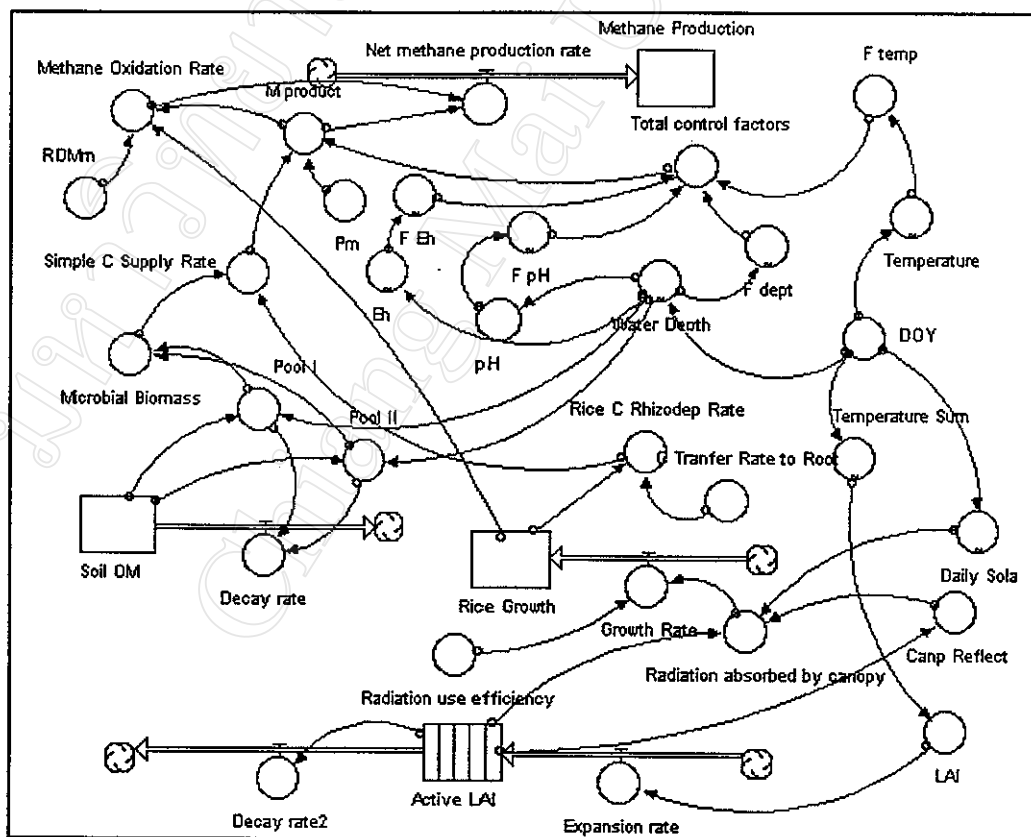 Methane Production
Net methane production rate
F temp
Methane Oxidation Rate
M product
Total control factors
RDMm
Pm
F Eh
F pH
Simple C Supply Rate
Temperature
F dept
Eh
Water Depth
pH
DOY
Pool I
Microbial Biomass
Pool II
Rice C Rhizodep Rate
Temperature Sum
C Tranfer Rate to Root
Soil OM
Decay rate
Rice Growth
Daily Sola
Growth Rate
Canp Reflect
Radiation absorbed by canopy
Radiation use efficiency
LAI
Active LAI
Decay rate2
Expansion rate